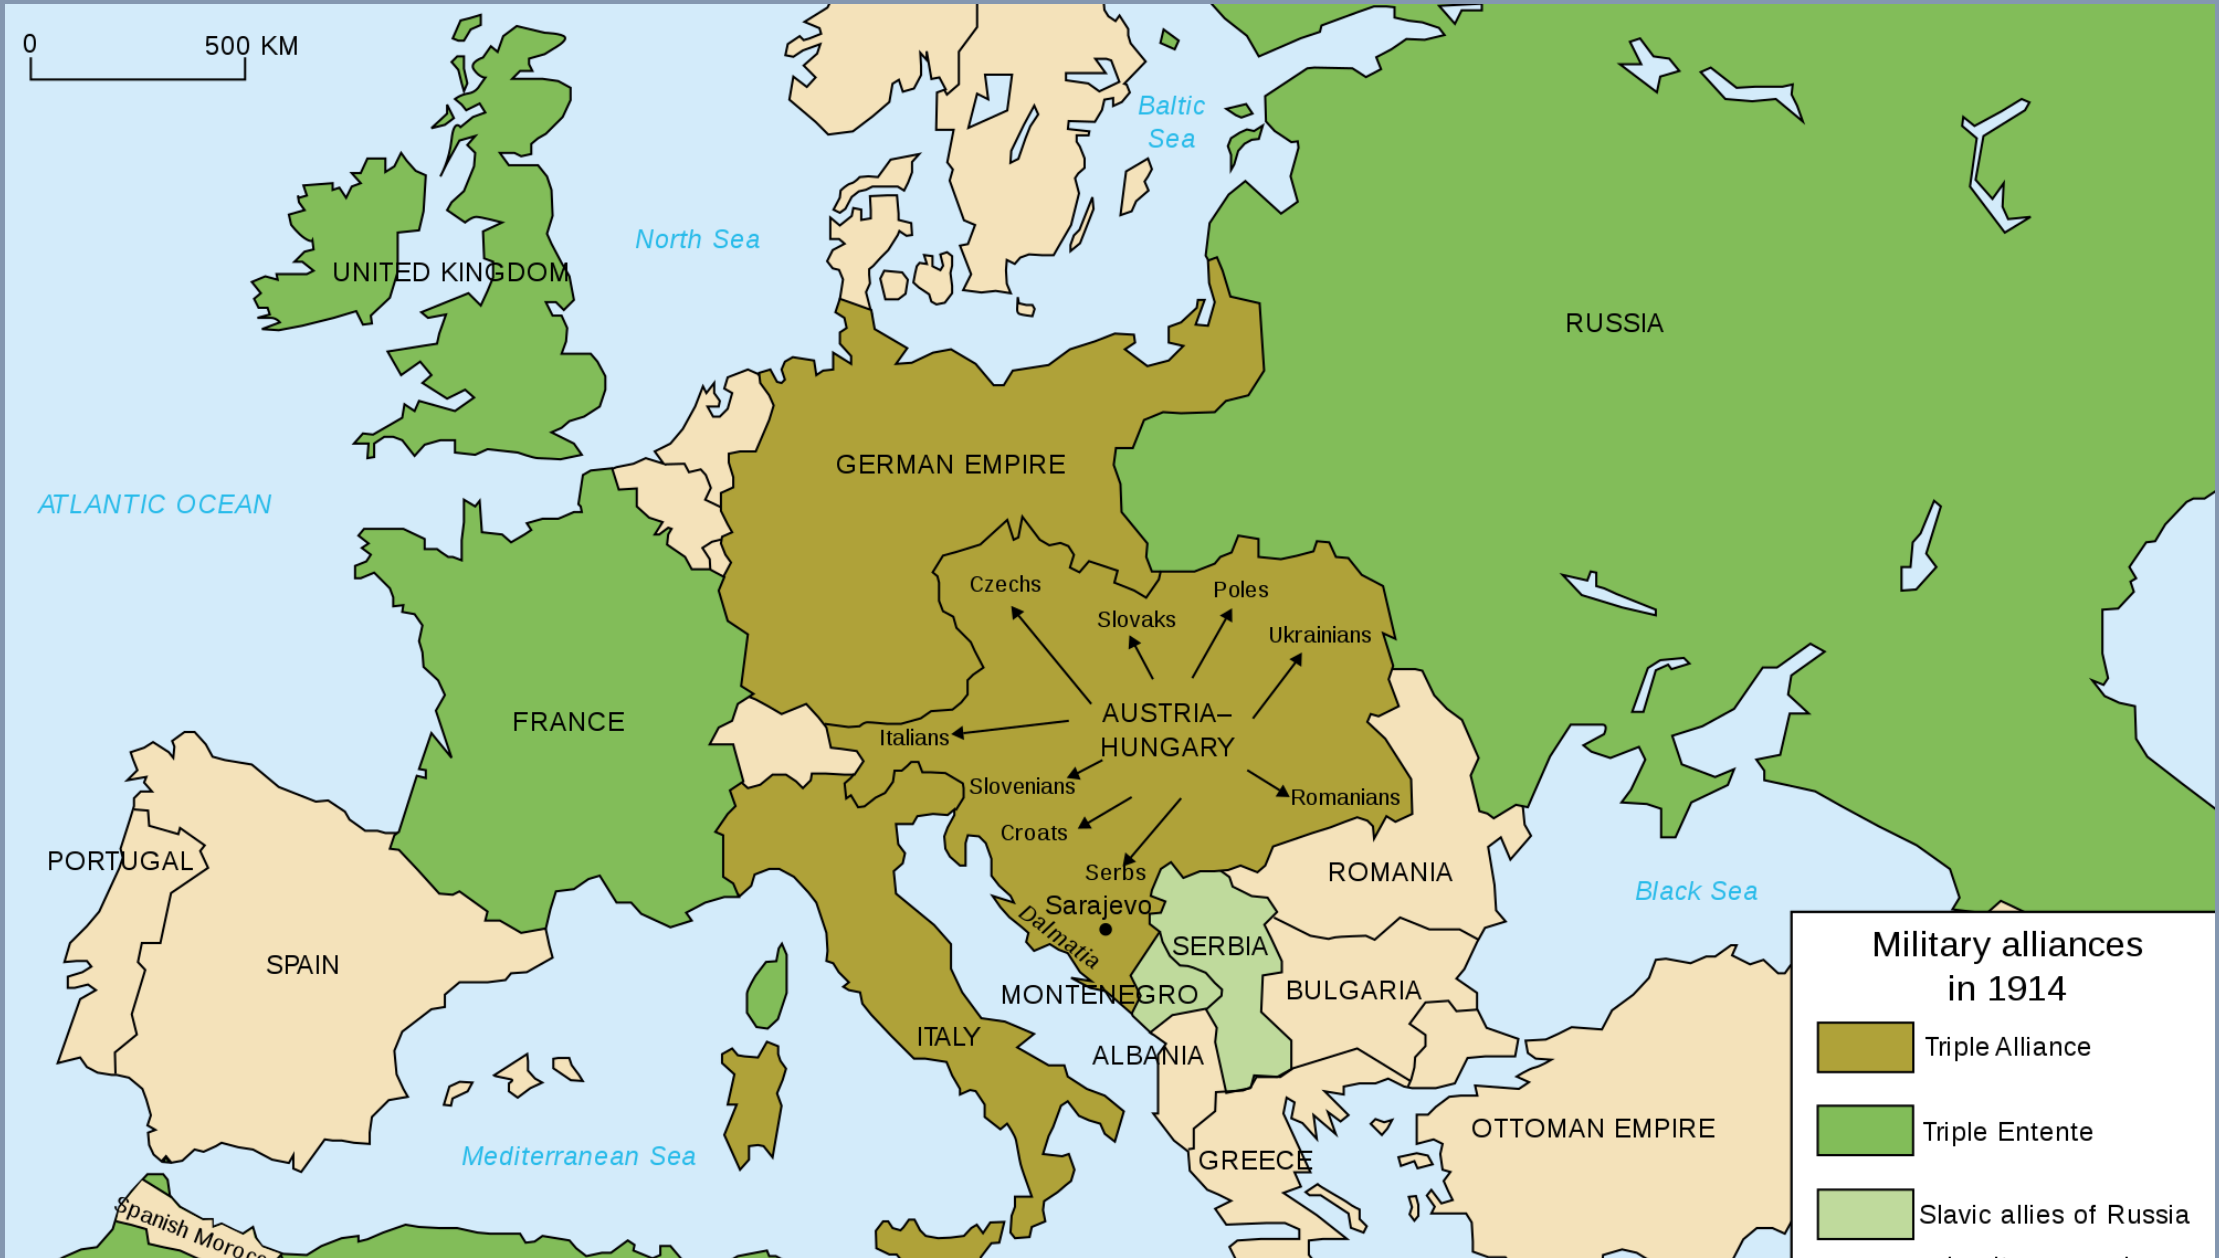 0 500 KM
Baltic
Sea
North Sea
UNITED KINGDOM
RUSSIA
GERMAN EMPIRE
ATLANTIC OCEAN
Czechs
Poles
Slovaks
Ukrainians
AUSTRIA–
HUNGARY
FRANCE
Italians
Slovenians
Romanians
Croats
PORTUGAL
Serbs
ROMANIA
Black Sea
Sarajevo
Dalmatia
SERBIA
SPAIN
BULGARIA
MONTENEGRO
ITALY
ALBANIA
Mediterranean Sea
GREECE
OTTOMAN EMPIRE
Spanish Moroc
Military alliances
in 1914
Triple Alliance
Triple Entente
Slavic allies of Russia